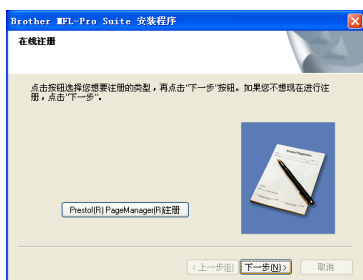 Brother MFL-Pro Suite 安装程序
在线注册
点击按钮选择您想要注册的类型，再点击"下一步"按钮。如果您不想现在进行注
册，点击"下一步"。
Presto!(R) PageManager(R)注册
<上一步(B) 下一步(N)> 取消